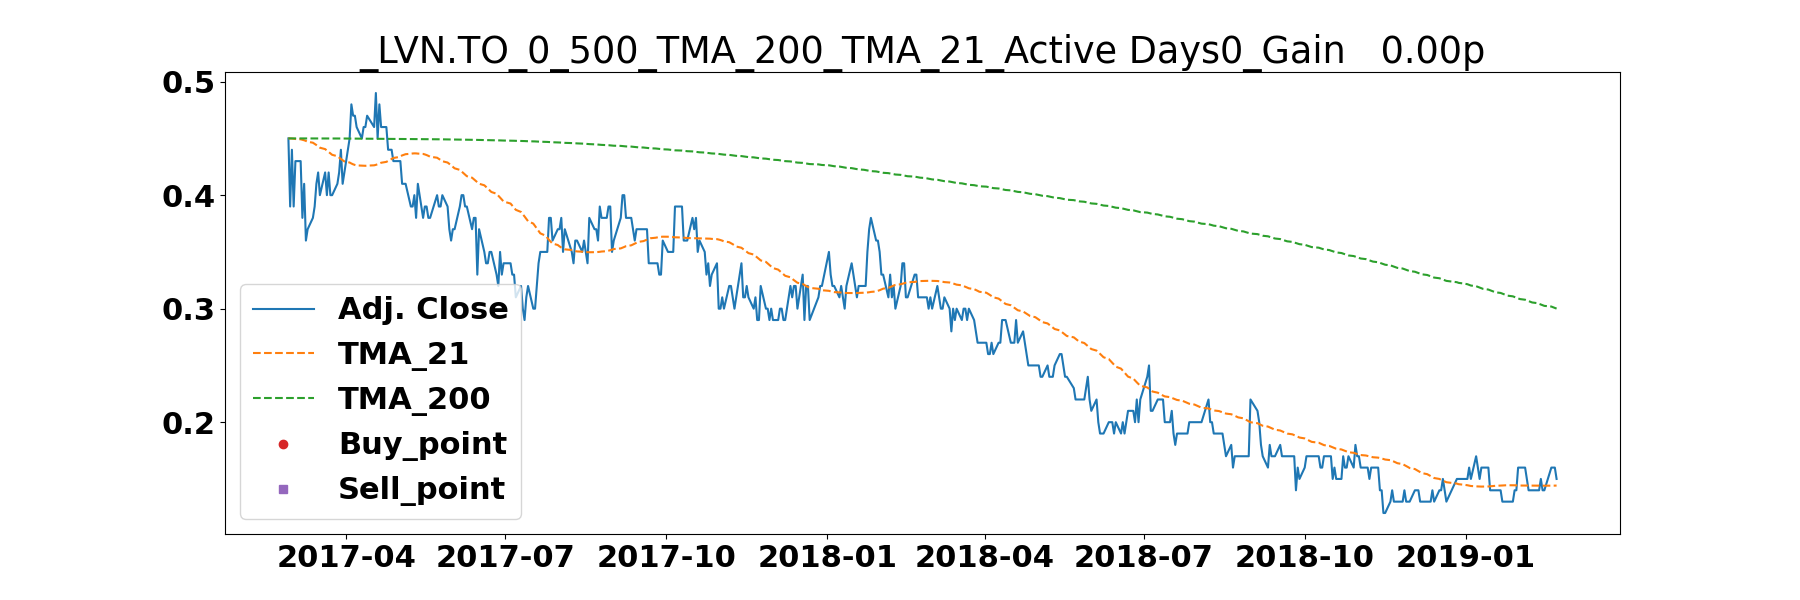 _LVN.TO_0_500_TMA_200_TMA_21_Active Days0_Gain   0.00p
0.5
0.4
0.3
0.2
Adj. Close
TMA_21
TMA_200
Buy_point
Sell_point
2017-04 2017-07 2017-10 2018-01 2018-04 2018-07 2018-10 2019-01